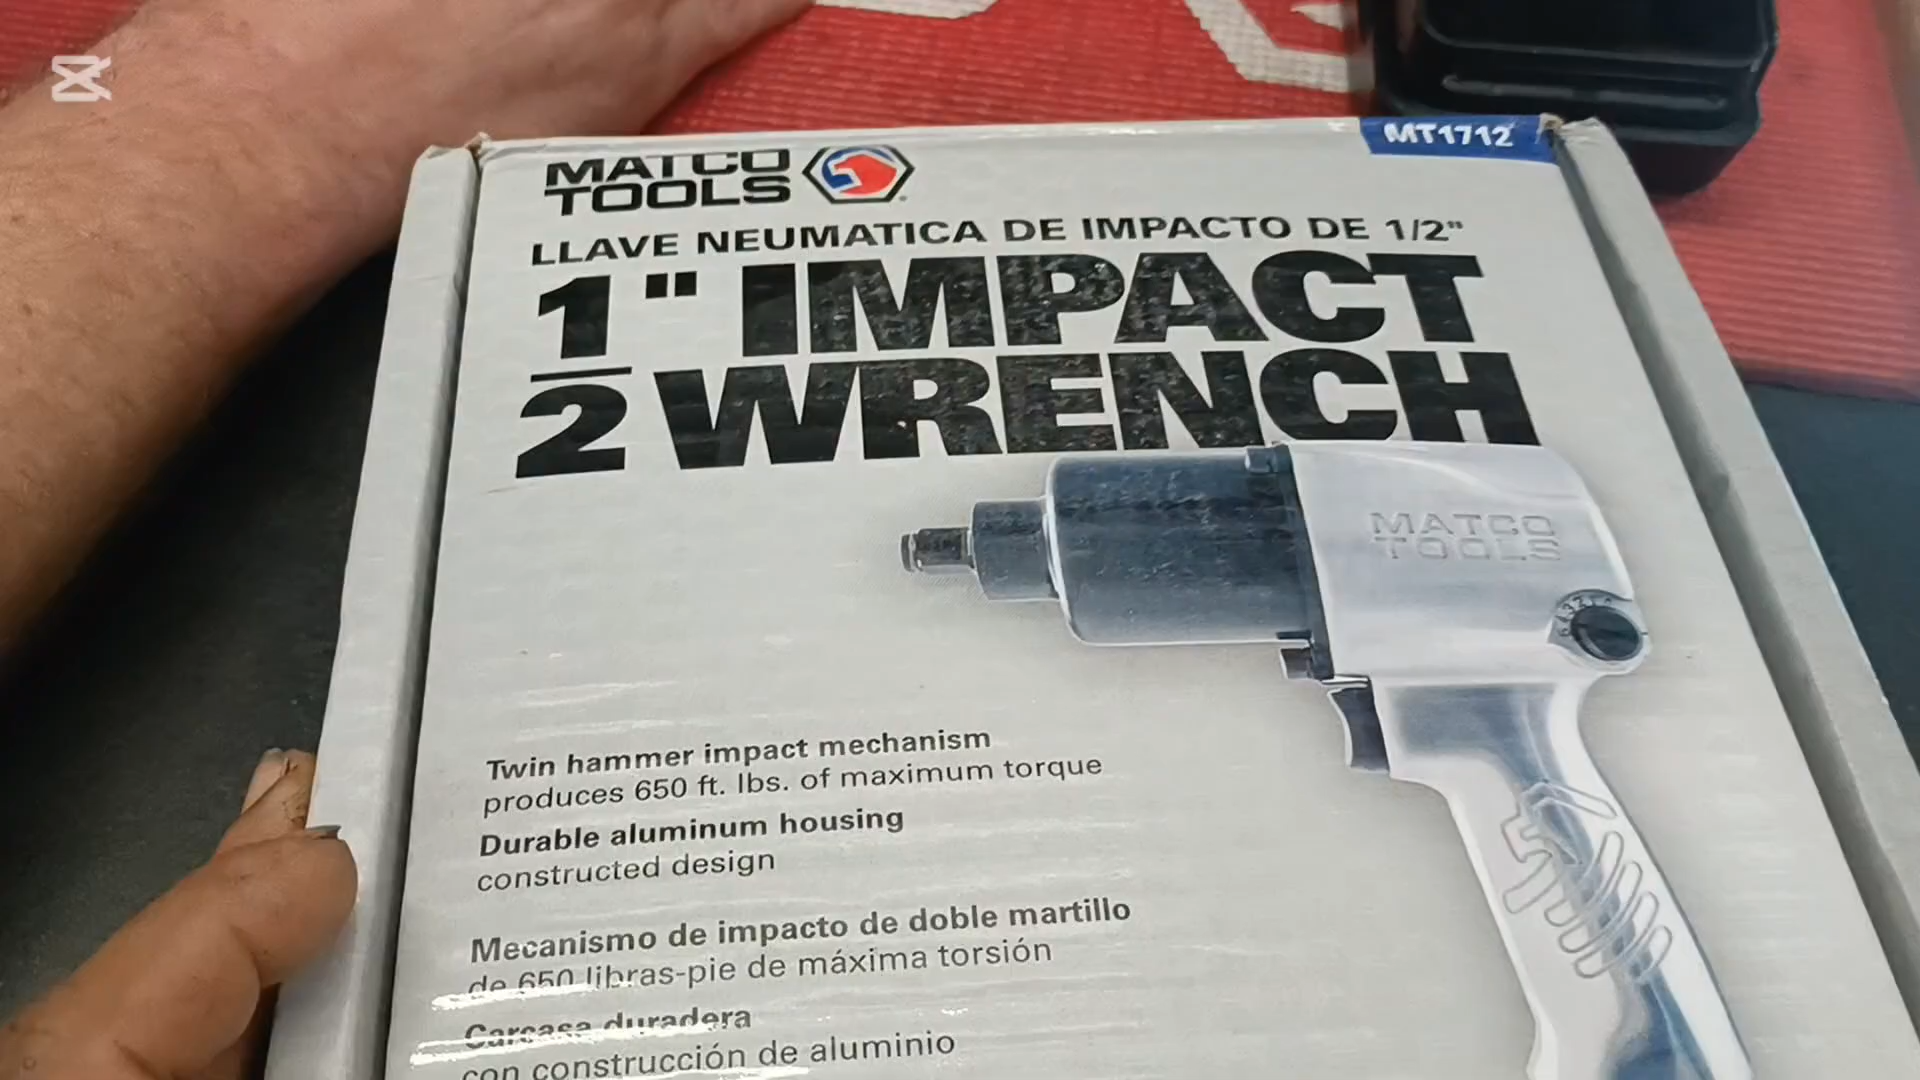 MT1712
MATCO
TOOLS
LLAVE NEUMATICA DE IMPACTO DE 1/2"
1/2" IMPACT
WRENCH
MATCO
TOOLS
Twin hammer impact mechanism
produces 650 ft. lbs. of maximum torque
Durable aluminum housing
constructed design
Mecanismo de impacto de doble martillo
de 650 libras-pie de máxima torsión
Carcasa duradera
con construcción de aluminio